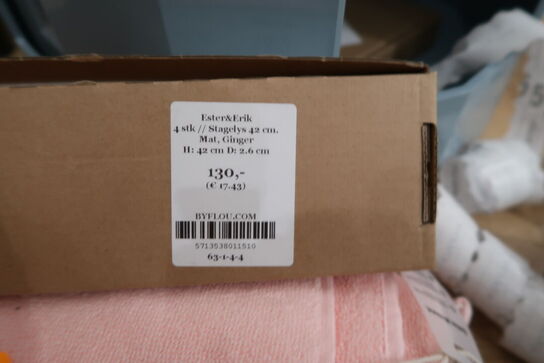 Ester&Erik
4 stk // Stagelys 42 cm.
Mat, Ginger
H: 42 cm D: 2.6 cm
130,-
(€ 17.43)
BYFLOU.COM
5713538011510
63-1-4-4